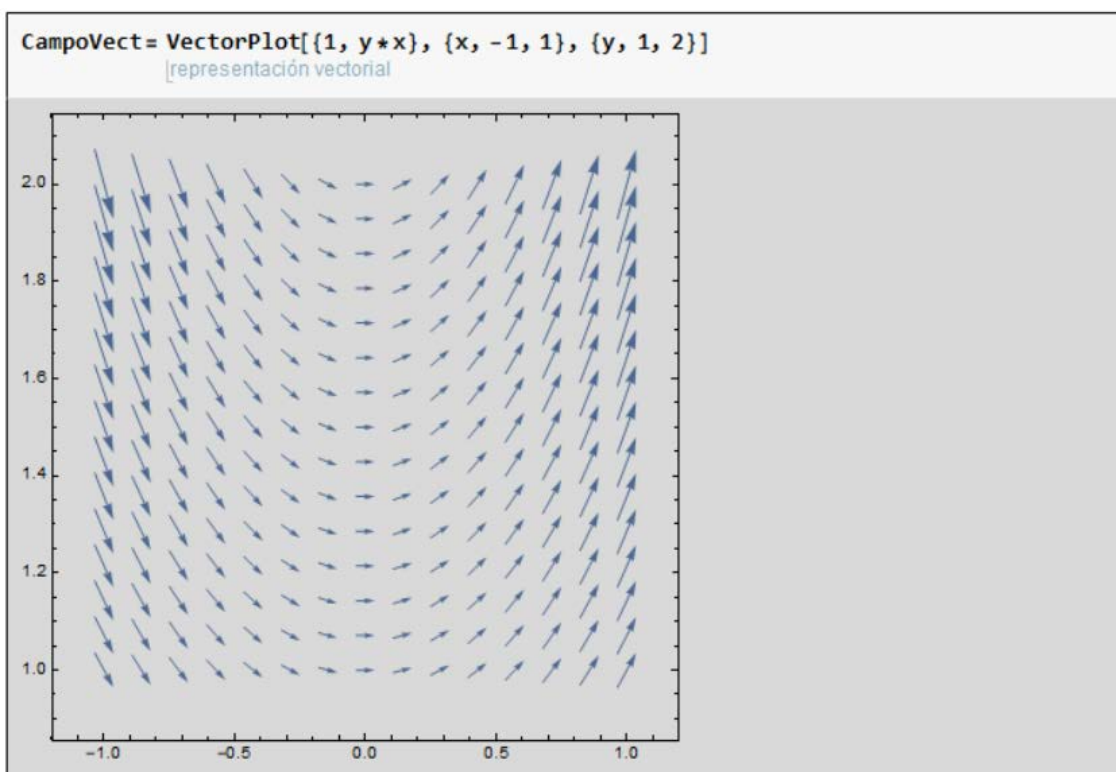 CampoVect= VectorPlot[{1, y*x}, {x, -1, 1}, {y, 1, 2}]
representación vectorial
2.0
1.8
1.6
1.4
1.2
1.0
-1.0 -0.5 0.0 0.5 1.0